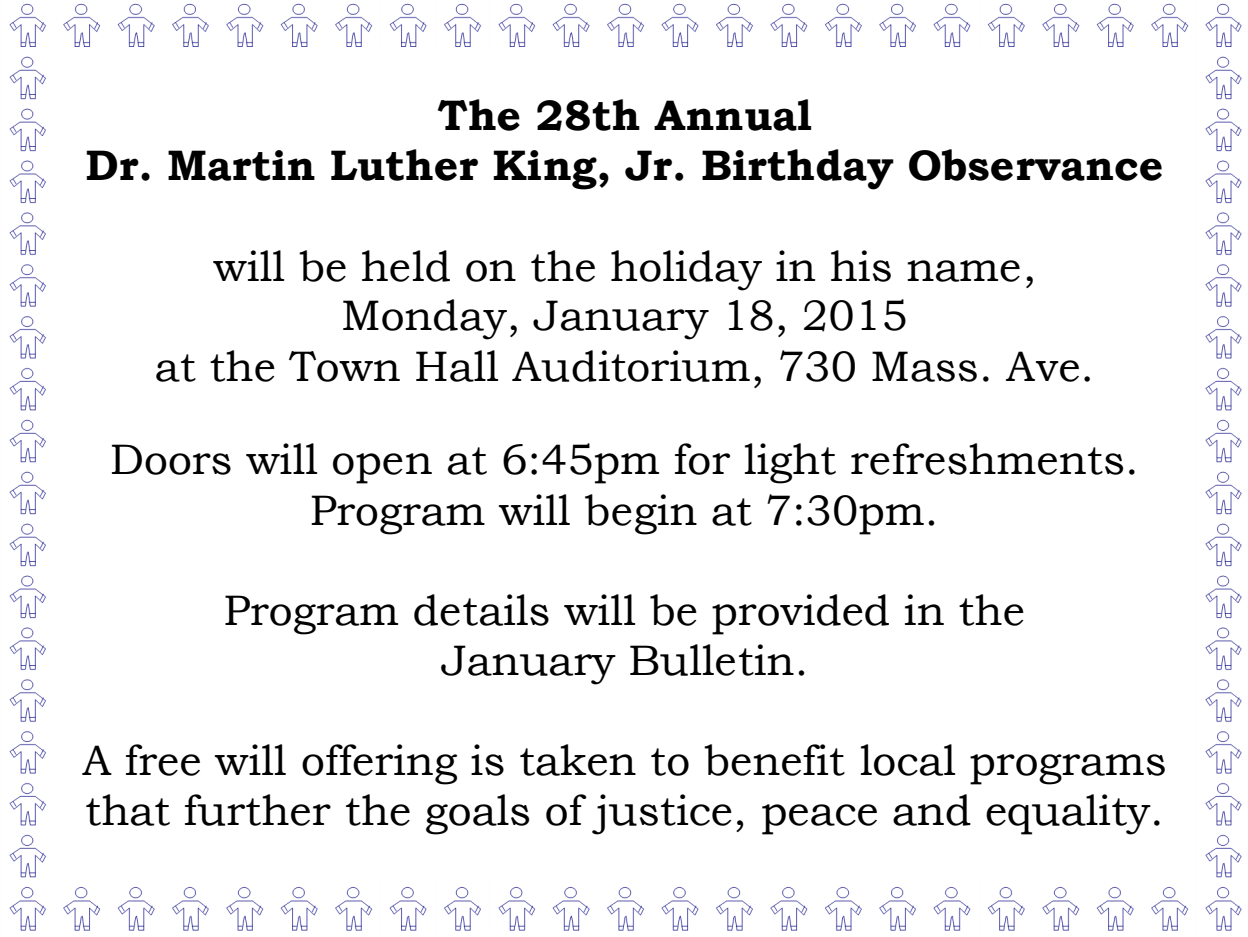 The 28th Annual
Dr. Martin Luther King, Jr. Birthday Observance
will be held on the holiday in his name,
Monday, January 18, 2015
at the Town Hall Auditorium, 730 Mass. Ave.
Doors will open at 6:45pm for light refreshments.
Program will begin at 7:30pm.
Program details will be provided in the
January Bulletin.
A free will offering is taken to benefit local programs
that further the goals of justice, peace and equality.